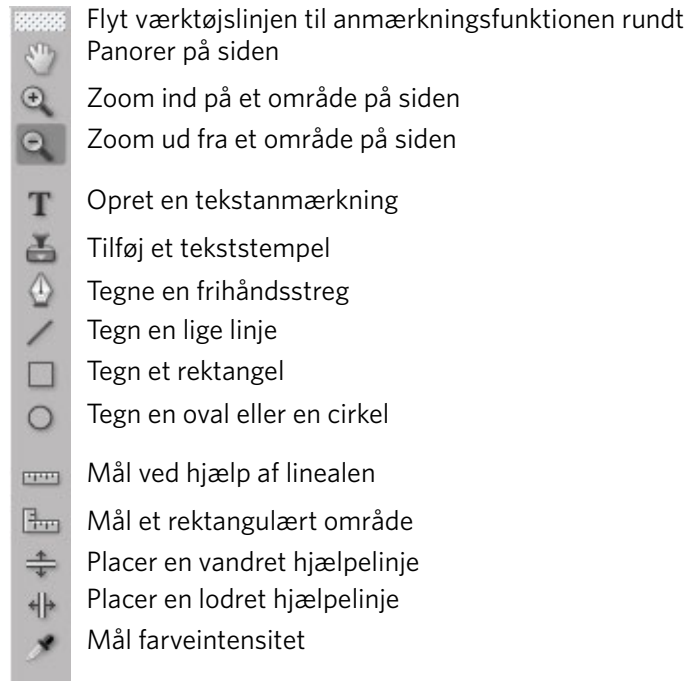 Flyt værktøjslinjen til anmærkningsfunktionen rundt
Panorer på siden
Zoom ind på et område på siden
Zoom ud fra et område på siden
Opret en tekstanmærkning
Tilføj et tekststempel
Tegne en frihåndsstreg
Tegn en lige linje
Tegn et rektangel
Tegn en oval eller en cirkel
Mål ved hjælp af linealen
Mål et rektangulært område
Placer en vandret hjælpelinje
Placer en lodret hjælpelinje
Mål farveintensitet